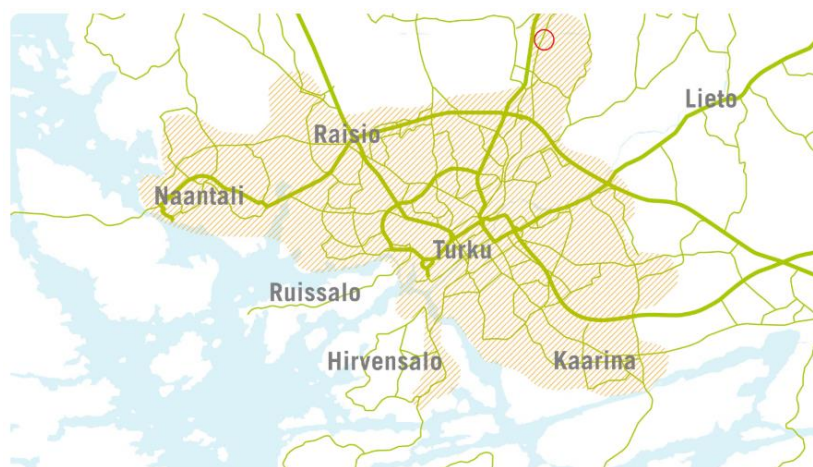 Lieto
Raisio
Naantali
Turku
Ruissalo
Hirvensalo
Kaarina